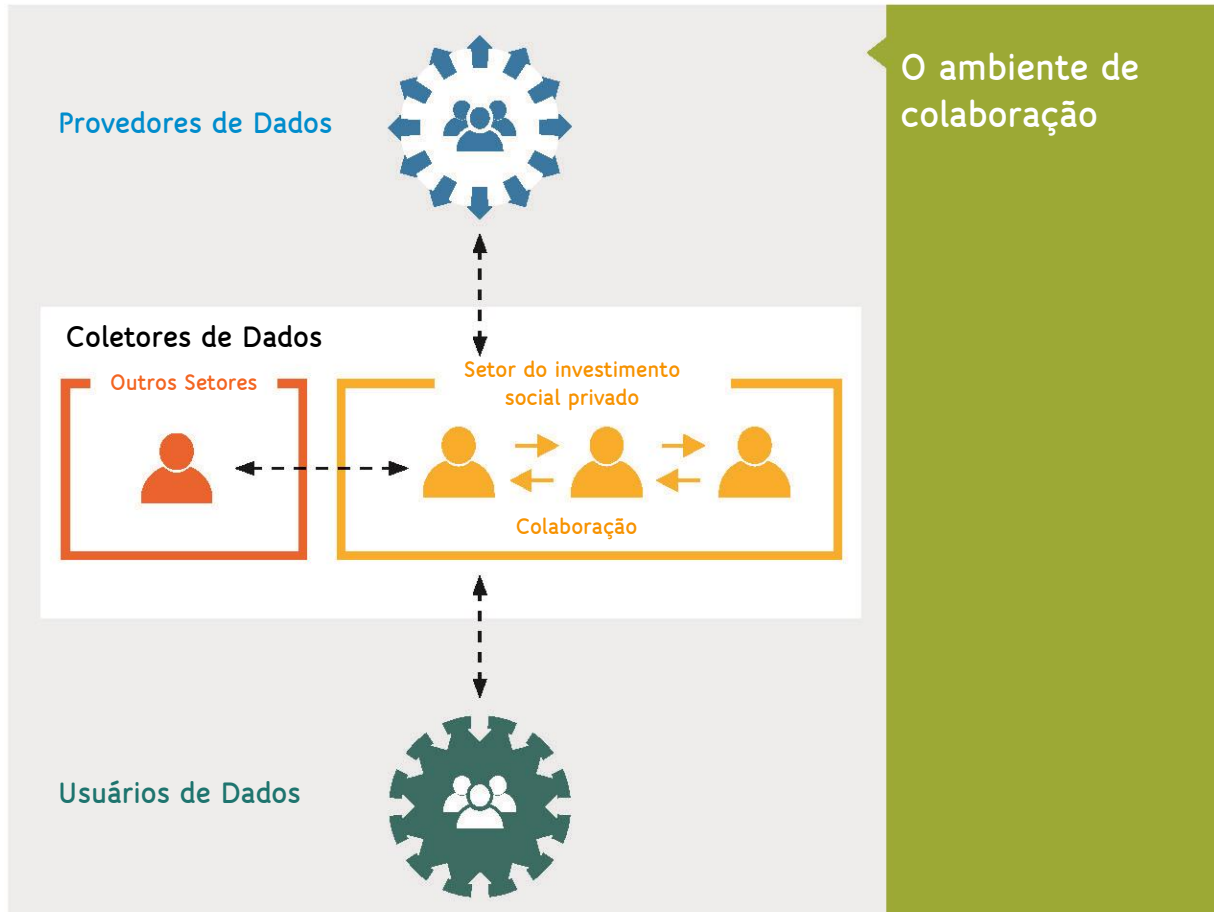 O ambiente de
colaboração
Provedores de Dados
Coletores de Dados
Outros Setores
Setor do investimento
social privado
Colaboração
Usuários de Dados